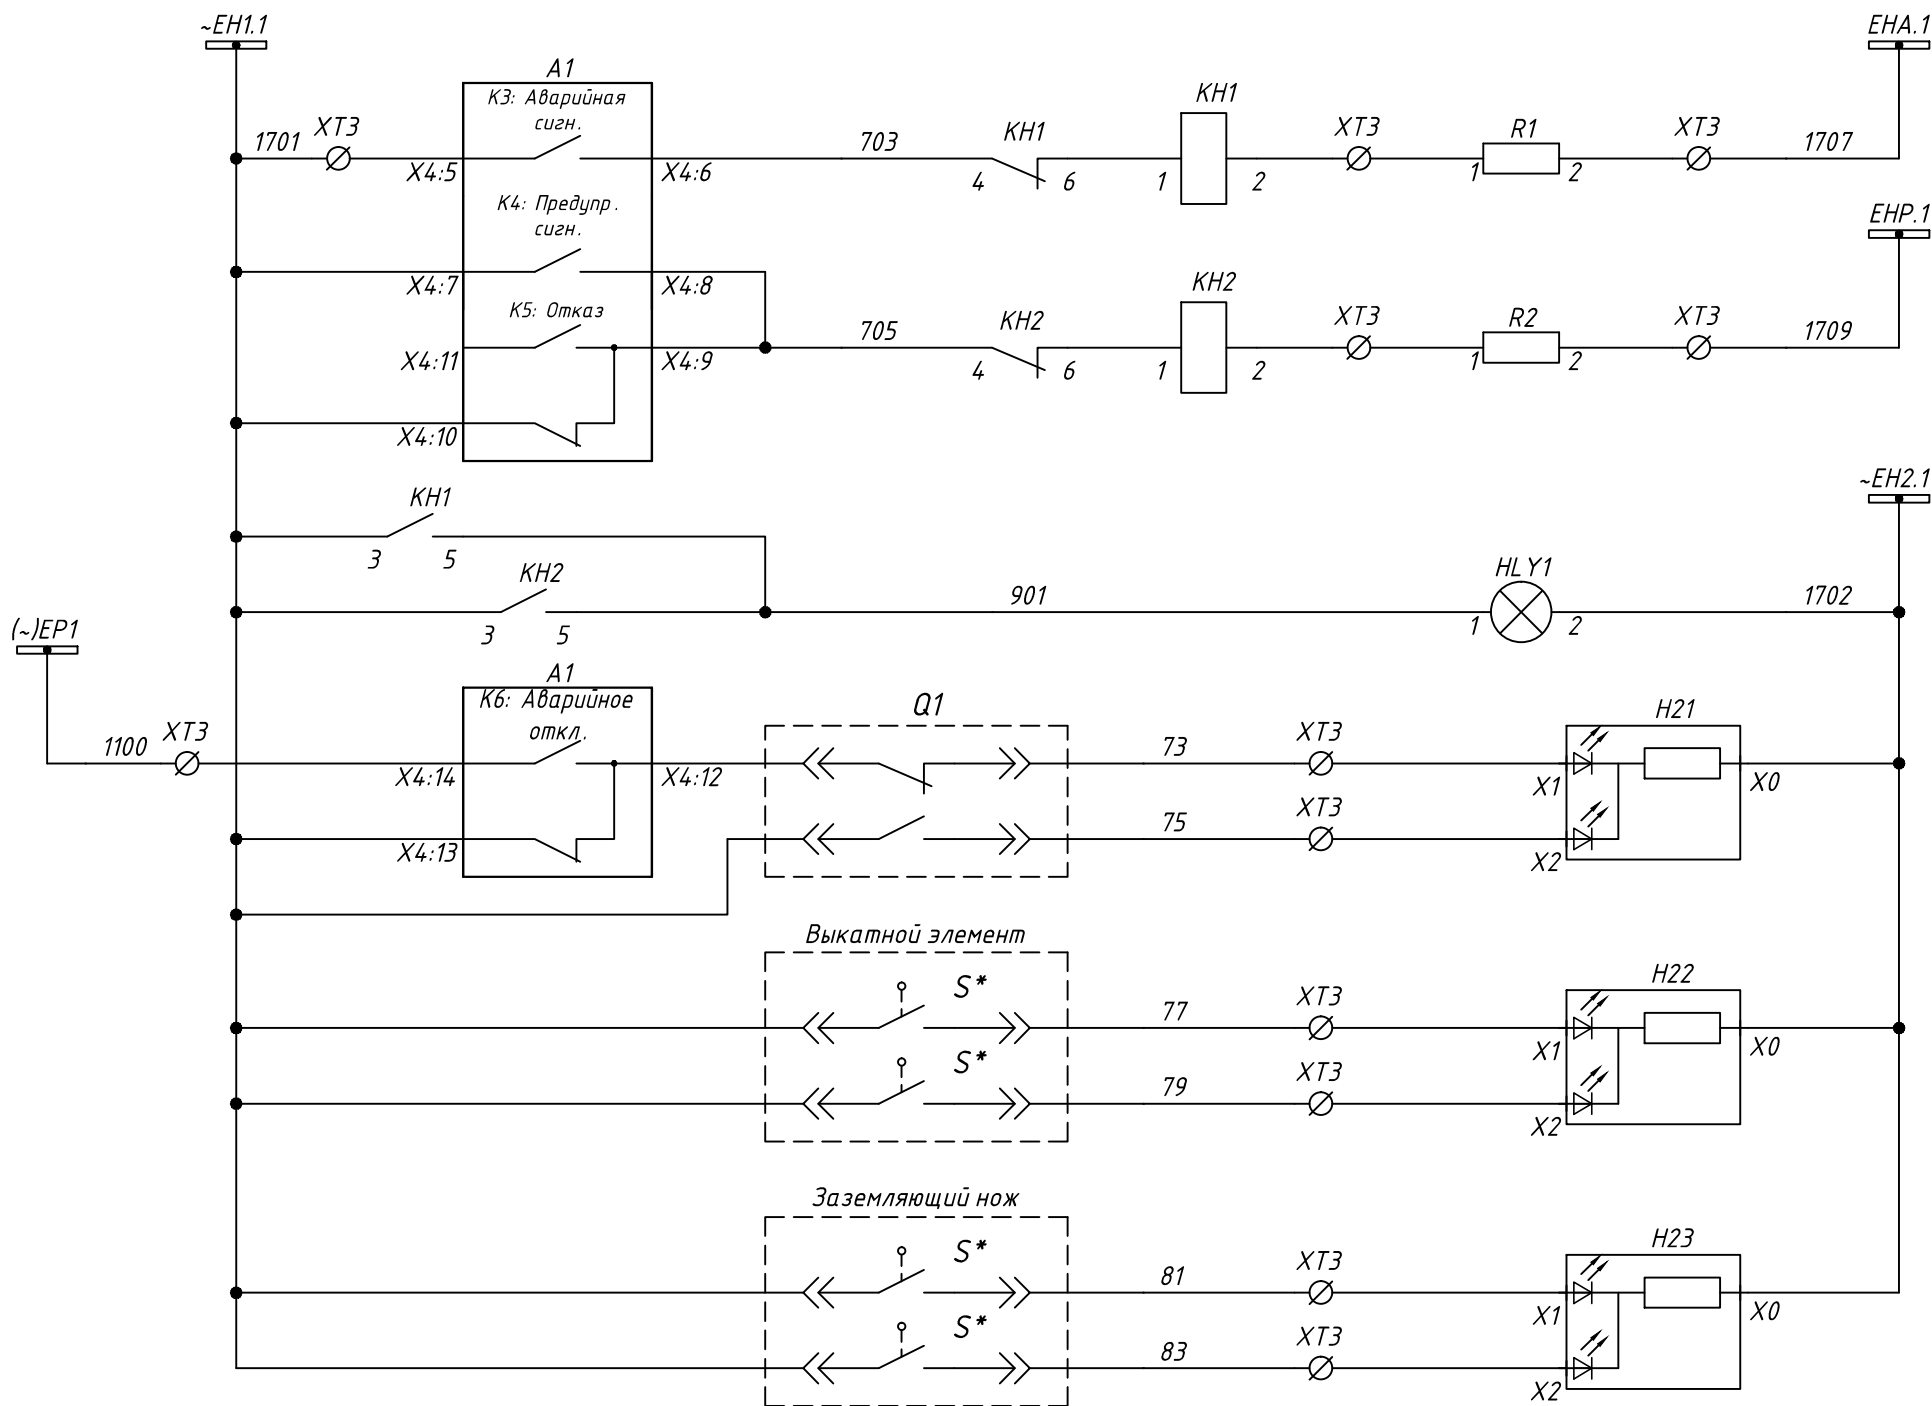 ~EH1.1
EHA.1
A1
K3: Аварийная
сигн.
1701
XT3
X4:5
X4:6
703
KH1
4
6
KH1
1
2
XT3
R1
1
2
XT3
1707
K4: Предупр.
сигн.
X4:7
X4:8
EHP.1
K5: Отказ
X4:11
X4:9
705
KH2
4
6
KH2
1
2
XT3
R2
1
2
XT3
1709
X4:10
~EH2.1
KH1
3
5
KH2
3
5
901
HLY1
1
2
1702
(~)EP1
1100
XT3
A1
K6: Аварийное
откл.
X4:14
X4:12
X4:13
Q1
73
XT3
75
XT3
H21
X1
X0
X2
Выкатной элемент
S*
77
XT3
S*
79
XT3
H22
X1
X0
X2
Заземляющий нож
S*
81
XT3
S*
83
XT3
H23
X1
X0
X2